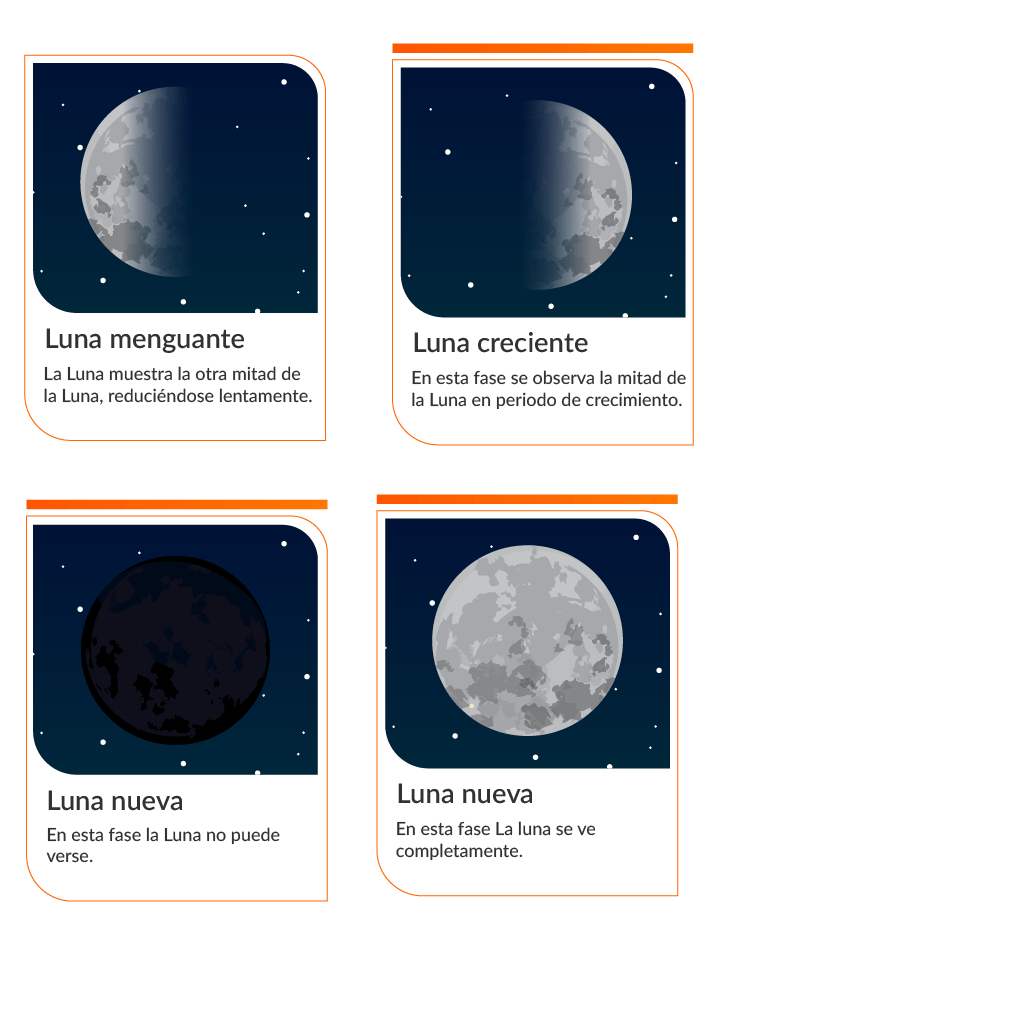 Luna menguante
La Luna muestra la otra mitad de
la Luna, reduciéndose lentamente.
Luna creciente
En esta fase se observa la mitad de
la Luna en periodo de crecimiento.
Luna nueva
En esta fase la Luna no puede
verse.
Luna nueva
En esta fase La luna se ve
completamente.